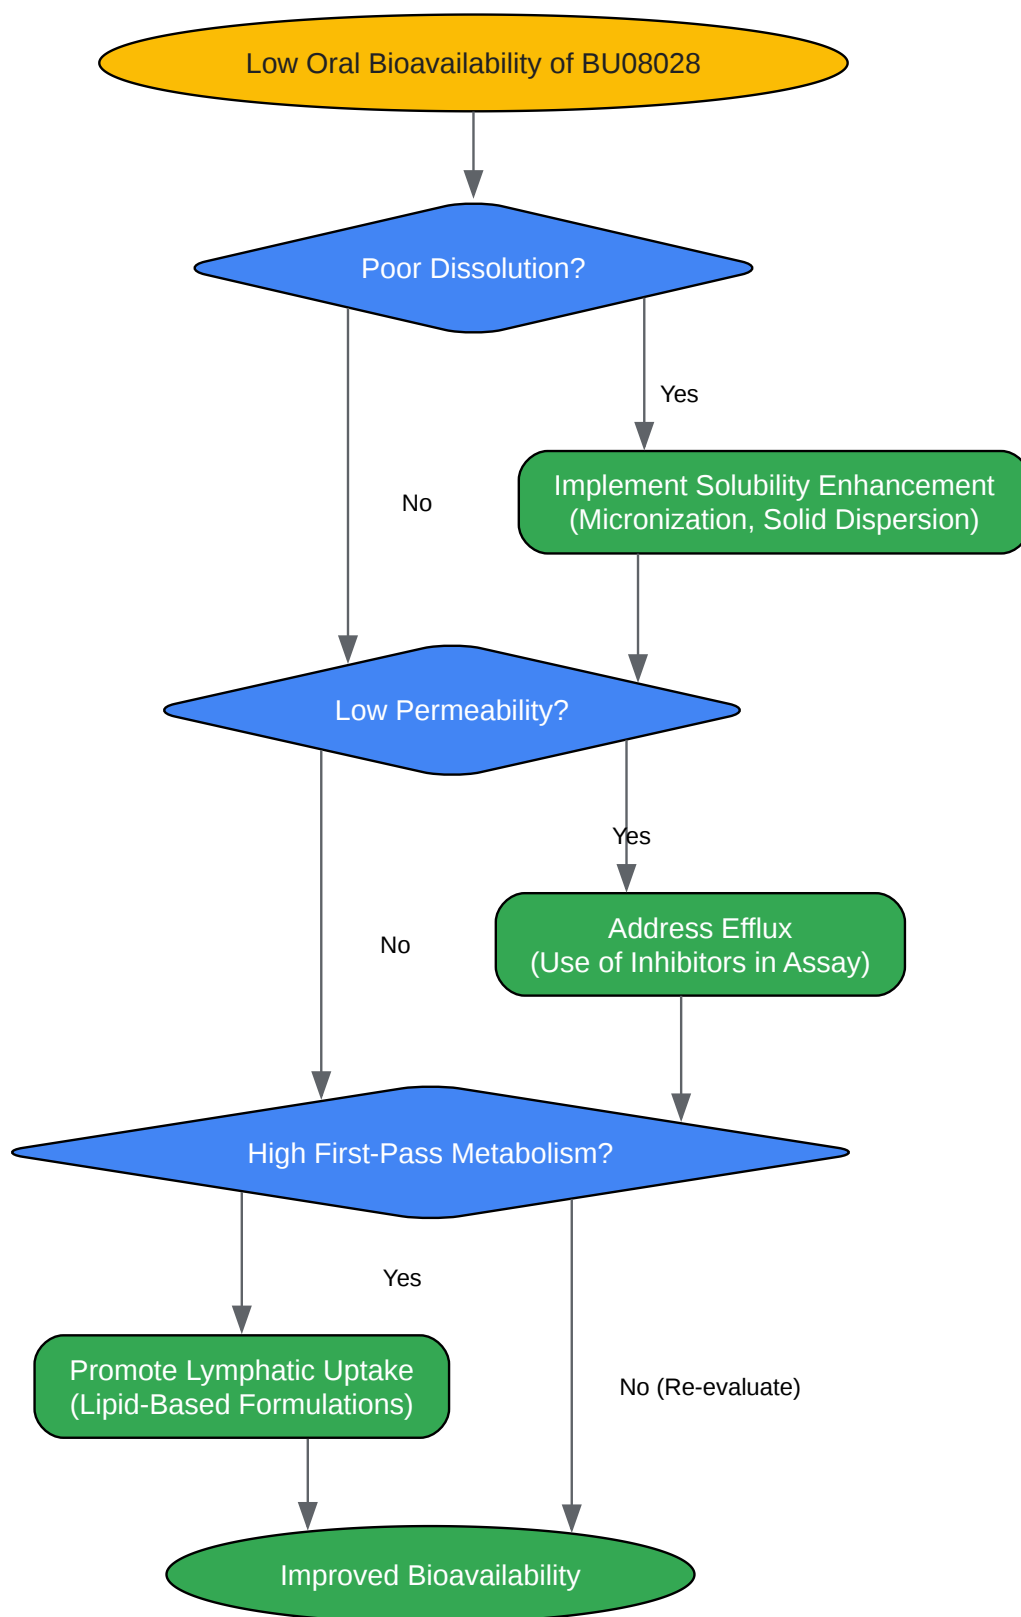 Low Oral Bioavailability of BU08028
Poor Dissolution?
Yes
Implement Solubility Enhancement
(Micronization, Solid Dispersion)
No
Low Permeability?
Yes
Address Efflux
(Use of Inhibitors in Assay)
No
High First-Pass Metabolism?
Yes
Promote Lymphatic Uptake
(Lipid-Based Formulations)
No (Re-evaluate)
Improved Bioavailability